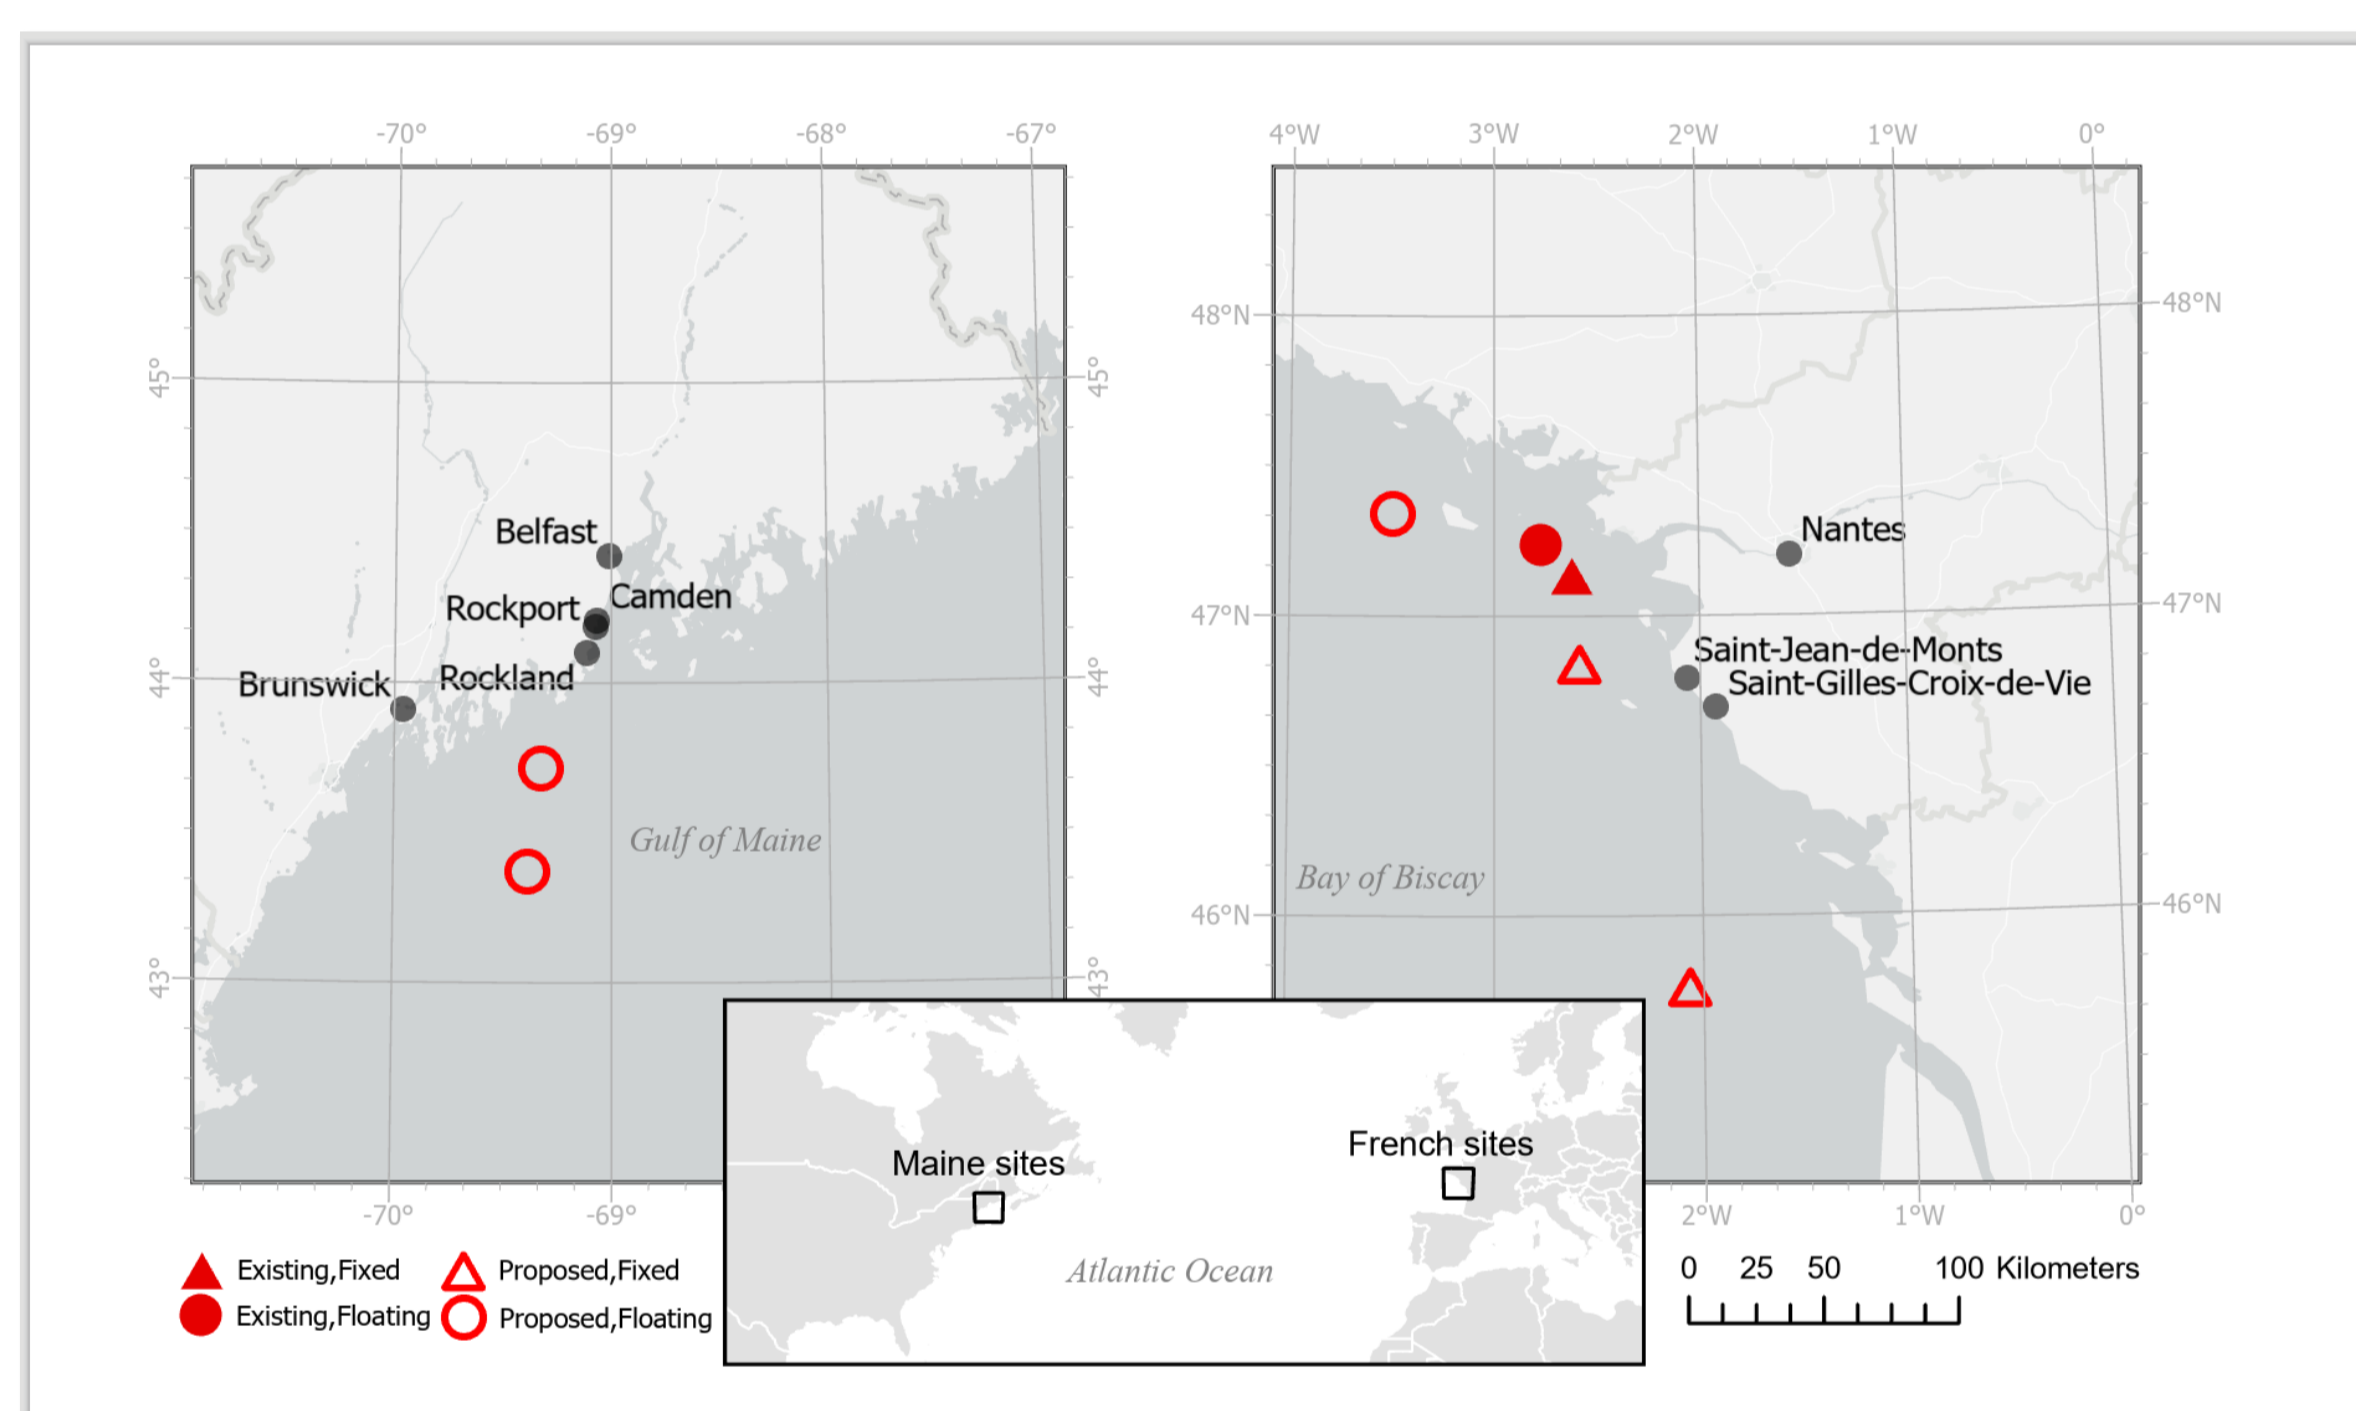 -70° -69° -68° -67°
4°W 3°W 2°W 1°W 0°
48°N 48°N
45° 45°
Belfast
Nantes
Camden
Rockport
47°N 47°N
Saint-Jean-de-Monts
44° 44°
Rockland
Brunswick
Saint-Gilles-Croix-de-Vie
Gulf of Maine
Bay of Biscay
46°N 46°N
43° 43°
French sites
Maine sites
-70° -69°
2°W 1°W 0°
Atlantic Ocean
Existing,Fixed Proposed,Fixed
0 25 50 100 Kilometers
Existing,Floating Proposed,Floating